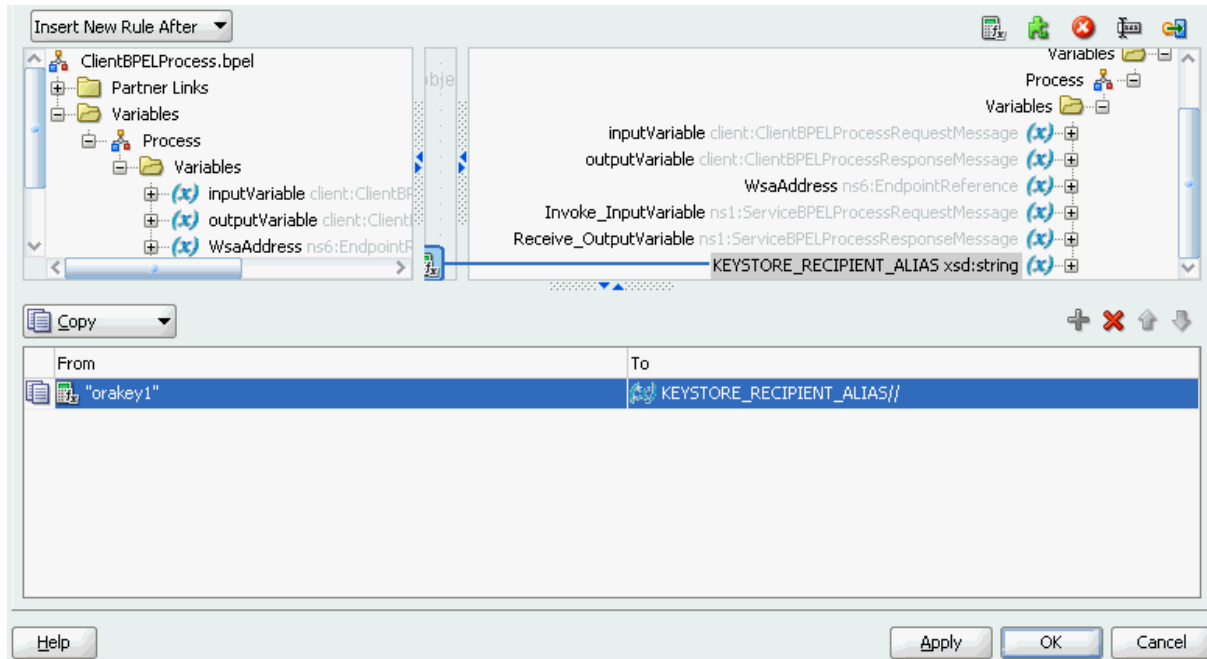 Insert New Rule After
ClientBPELProcess.bpel
Partner Links
Variables
Process
Variables
(x) inputVariable client:ClientBP
(x) outputVariable client:Client
(x) WsaAddress ns6:EndpointR
bje
Variables
Process
Variables
inputVariable client:ClientBPELProcessRequestMessage (x)
outputVariable client:ClientBPELProcessResponseMessage (x)
WsaAddress ns6:EndpointReference (x)
Invoke_InputVariable ns1:ServiceBPELProcessRequestMessage (x)
Receive_OutputVariable ns1:ServiceBPELProcessResponseMessage (x)
KEYSTORE_RECIPIENT_ALIAS xsd:string (x)
Copy
From To
"orakey1" KEYSTORE_RECIPIENT_ALIAS//
Help Apply OK Cancel